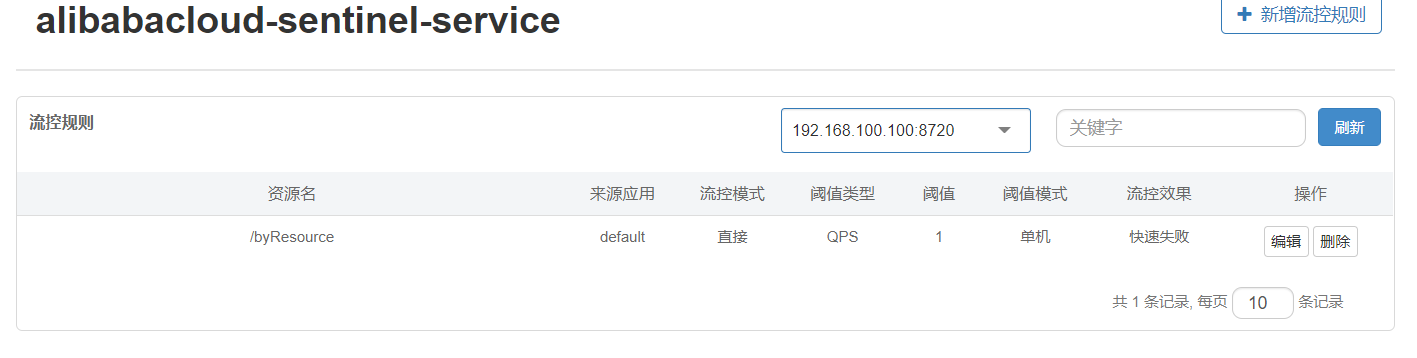 alibabacloud-sentinel-service
+ 新增流控规则
流控规则 192.168.100.100:8720 关键字 刷新
资源名 来源应用 流控模式 阈值类型 阈值 阈值模式 流控效果 操作
/byResource default 直接 QPS 1 单机 快速失败 编辑 删除
共 1 条记录, 每页 10 条记录